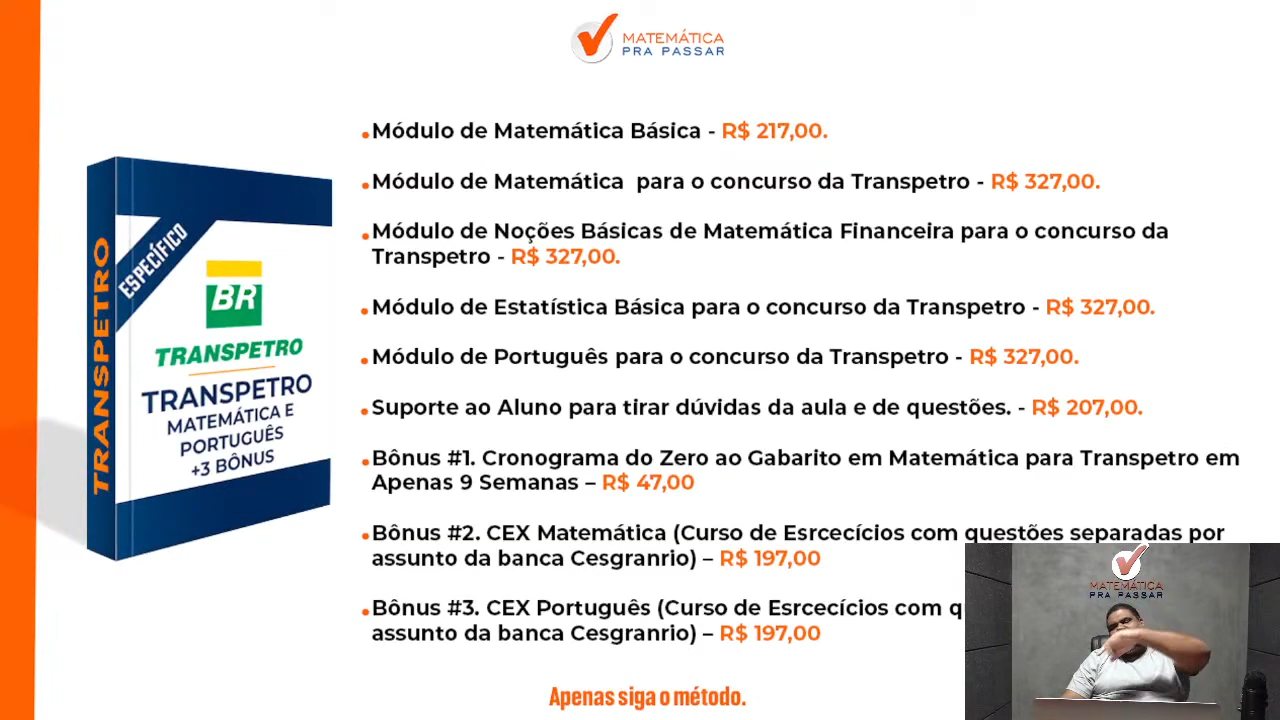 MATEMÁTICA
PRA PASSAR
•Módulo de Matemática Básica - R$ 217,00.
•Módulo de Matemática para o concurso da Transpetro - R$ 327,00.
•Módulo de Noções Básicas de Matemática Financeira para o concurso da
Transpetro - R$ 327,00.
•Módulo de Estatística Básica para o concurso da Transpetro - R$ 327,00.
•Módulo de Português para o concurso da Transpetro - R$ 327,00.
•Suporte ao Aluno para tirar dúvidas da aula e de questões. - R$ 207,00.
•Bônus #1. Cronograma do Zero ao Gabarito em Matemática para Transpetro em
Apenas 9 Semanas – R$ 47,00
•Bônus #2. CEX Matemática (Curso de Esrcecícios com questões separadas por
assunto da banca Cesgranrio) – R$ 197,00
•Bônus #3. CEX Português (Curso de Esrcecícios com q
assunto da banca Cesgranrio) – R$ 197,00
Apenas siga o método.
TRANSPETRO
ESPECÍFICO
BR
TRANSPETRO
TRANSPETRO
MATEMÁTICA E
PORTUGUÊS
+3 BÔNUS
MATEMÁTICA
PRA PASSAR